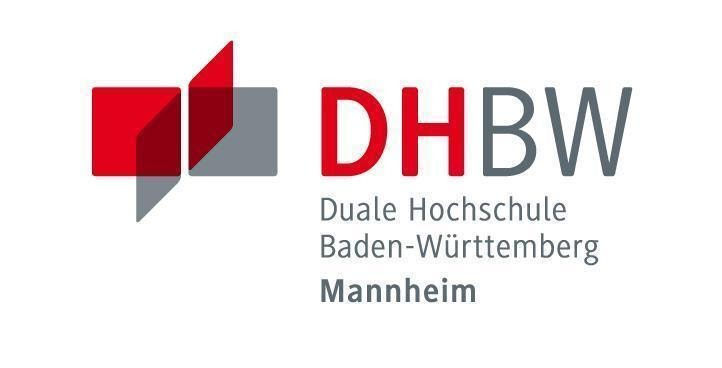 DHBW
Duale Hochschule
Baden-Württemberg
Mannheim